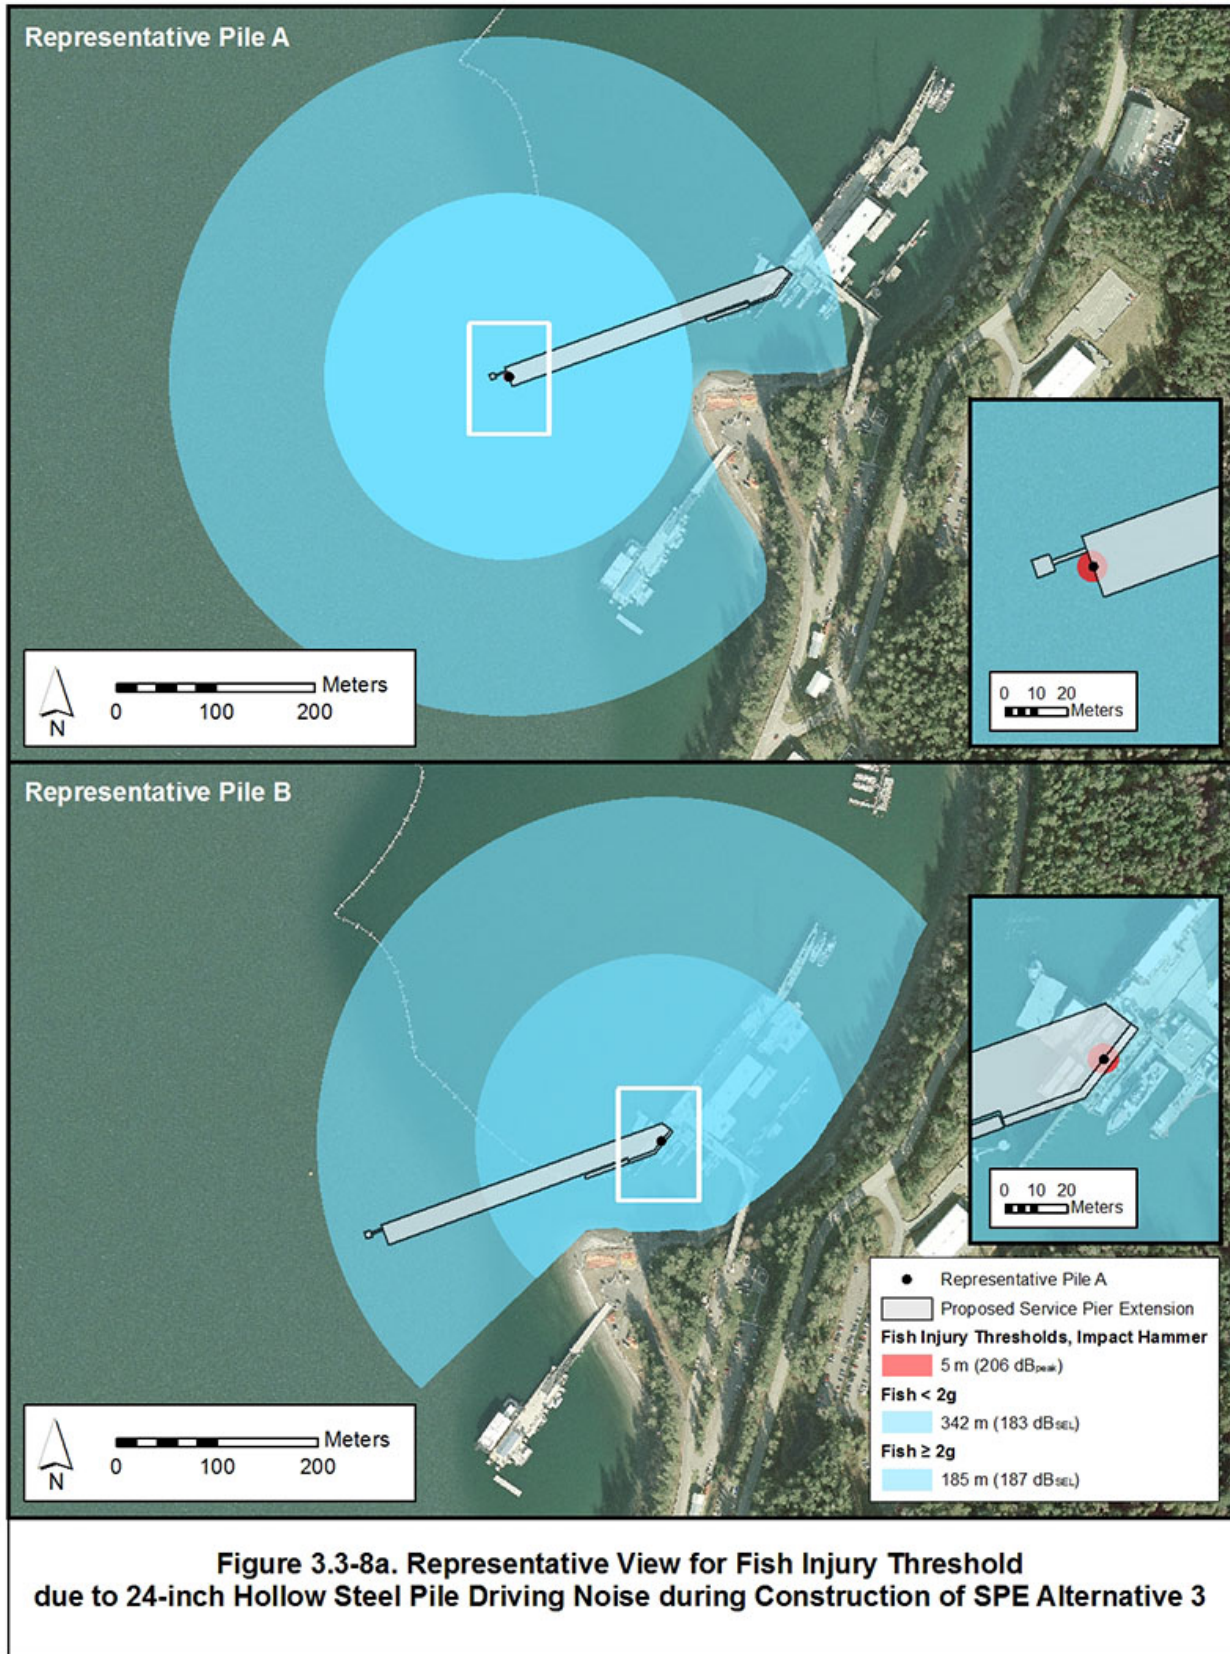 Representative Pile A
N
Meters
0 100 200
0 10 20
Meters
Representative Pile B
N
Meters
0 100 200
0 10 20
Meters
Representative Pile A
Proposed Service Pier Extension
Fish Injury Thresholds, Impact Hammer
5 m (206 dBpeak)
Fish < 2g
342 m (183 dBSEL)
Fish ≥ 2g
185 m (187 dBSEL)
Figure 3.3-8a. Representative View for Fish Injury Threshold
due to 24-inch Hollow Steel Pile Driving Noise during Construction of SPE Alternative 3